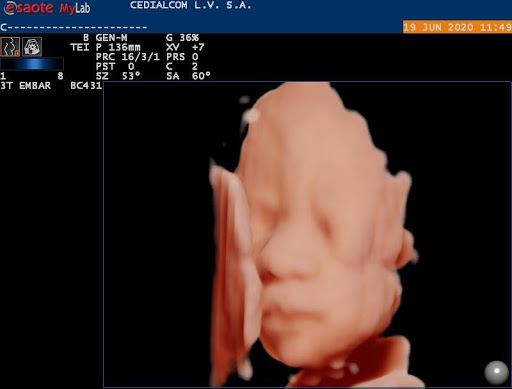 esaote MyLab
CEDIALCOM L.V. S.A.
C-----------------------
19 JUN 2020 11:49
B GEN-M G 36%
TEI P 136mm XV +7
PRC 16/3/1 PRS 0
PST 0 C 2
1 8 SZ 53° SA 60°
3T EMBAR BC431